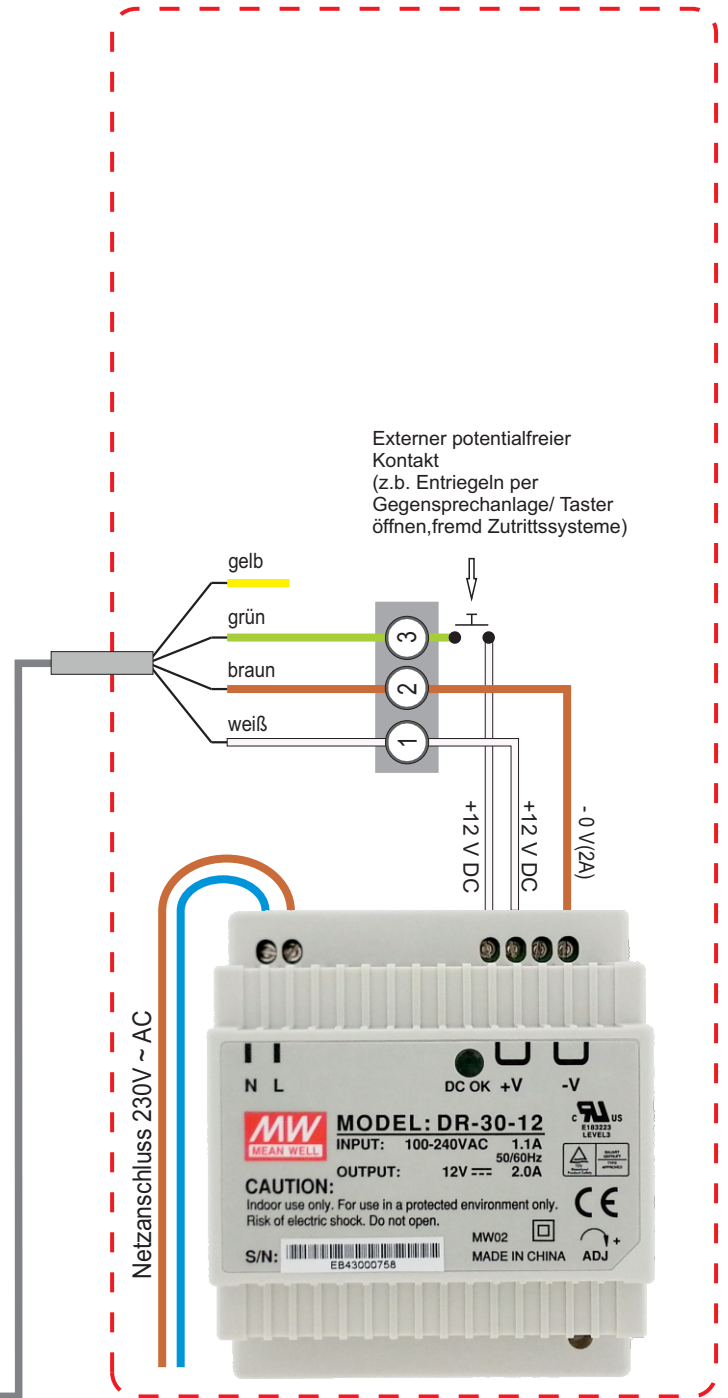 Externer potentialfreier
Kontakt
(z.b. Entriegeln per
Gegensprechanlage/ Taster
öffnen,fremd Zutrittssysteme)
gelb
grün
braun
weiß
3
2
1
+12 V DC
+12 V DC
- 0 V(2A)
Netzanschluss 230V ~ AC
N L
DC OK +V -V
MW
MEAN WELL
MODEL: DR-30-12
INPUT: 100-240VAC 1.1A
50/60Hz
OUTPUT: 12V 2.0A
c US
E183223
LEVEL3
CAUTION:
Indoor use only. For use in a protected environment only.
Risk of electric shock. Do not open.
CE
MW02
S/N:
EB43000758
MADE IN CHINA
ADJ
+